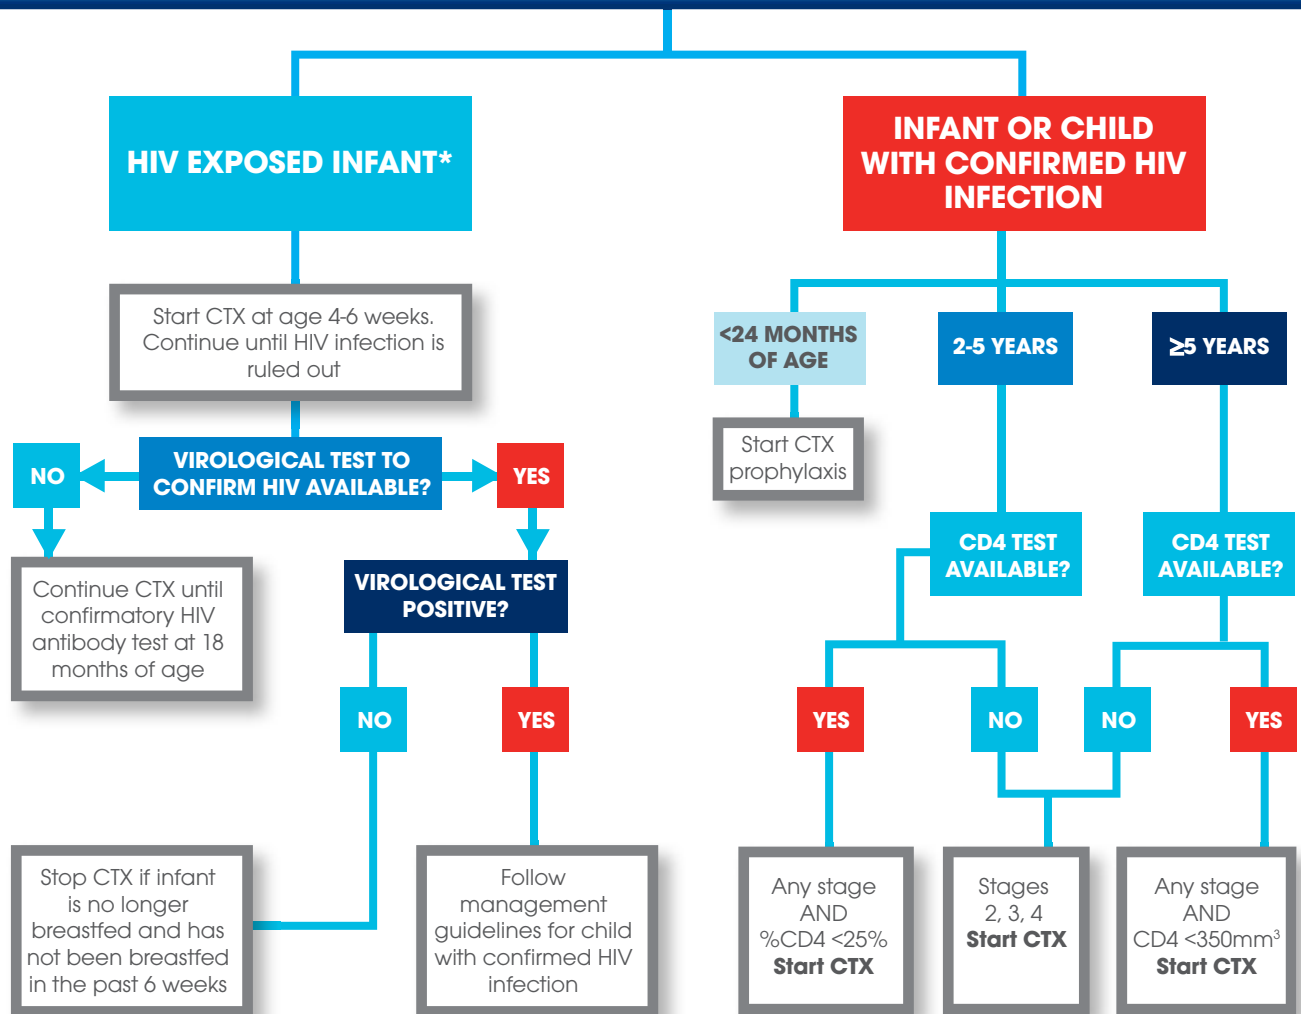 HIV EXPOSED INFANT*
INFANT OR CHILD
WITH CONFIRMED HIV
INFECTION
Start CTX at age 4-6 weeks.
Continue until HIV infection is
ruled out
<24 MONTHS
OF AGE
2-5 YEARS
≥5 YEARS
Start CTX
prophylaxis
NO
VIROLOGICAL TEST TO
CONFIRM HIV AVAILABLE?
YES
CD4 TEST
AVAILABLE?
CD4 TEST
AVAILABLE?
Continue CTX until
confirmatory HIV
antibody test at 18
months of age
VIROLOGICAL TEST
POSITIVE?
NO
YES
YES
NO
NO
YES
Stop CTX if infant
is no longer
breastfed and has
not been breastfed
in the past 6 weeks
Follow
management
guidelines for child
with confirmed HIV
infection
Any stage
AND
%CD4 <25%
Start CTX
Stages
2, 3, 4
Start CTX
Any stage
AND
CD4 <350mm³
Start CTX